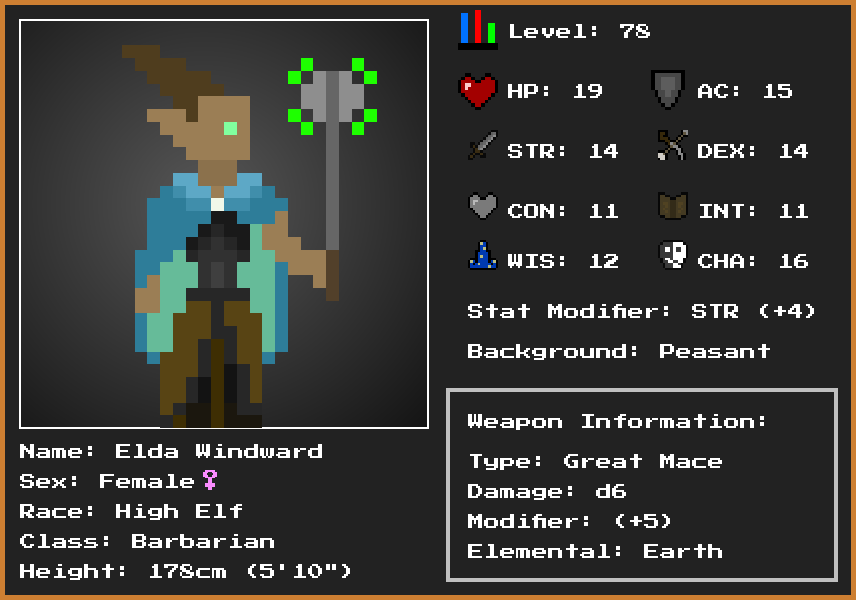 Level: 78
HP: 19
AC: 15
STR: 14
DEX: 14
CON: 11
INT: 11
WIS: 12
CHA: 16
Stat Modifier: STR (+4)
Background: Peasant
Weapon Information:
Type: Great Mace
Damage: d6
Modifier: (+5)
Elemental: Earth
Name: Elda Windward
Sex: Female♀
Race: High Elf
Class: Barbarian
Height: 178cm (5'10")